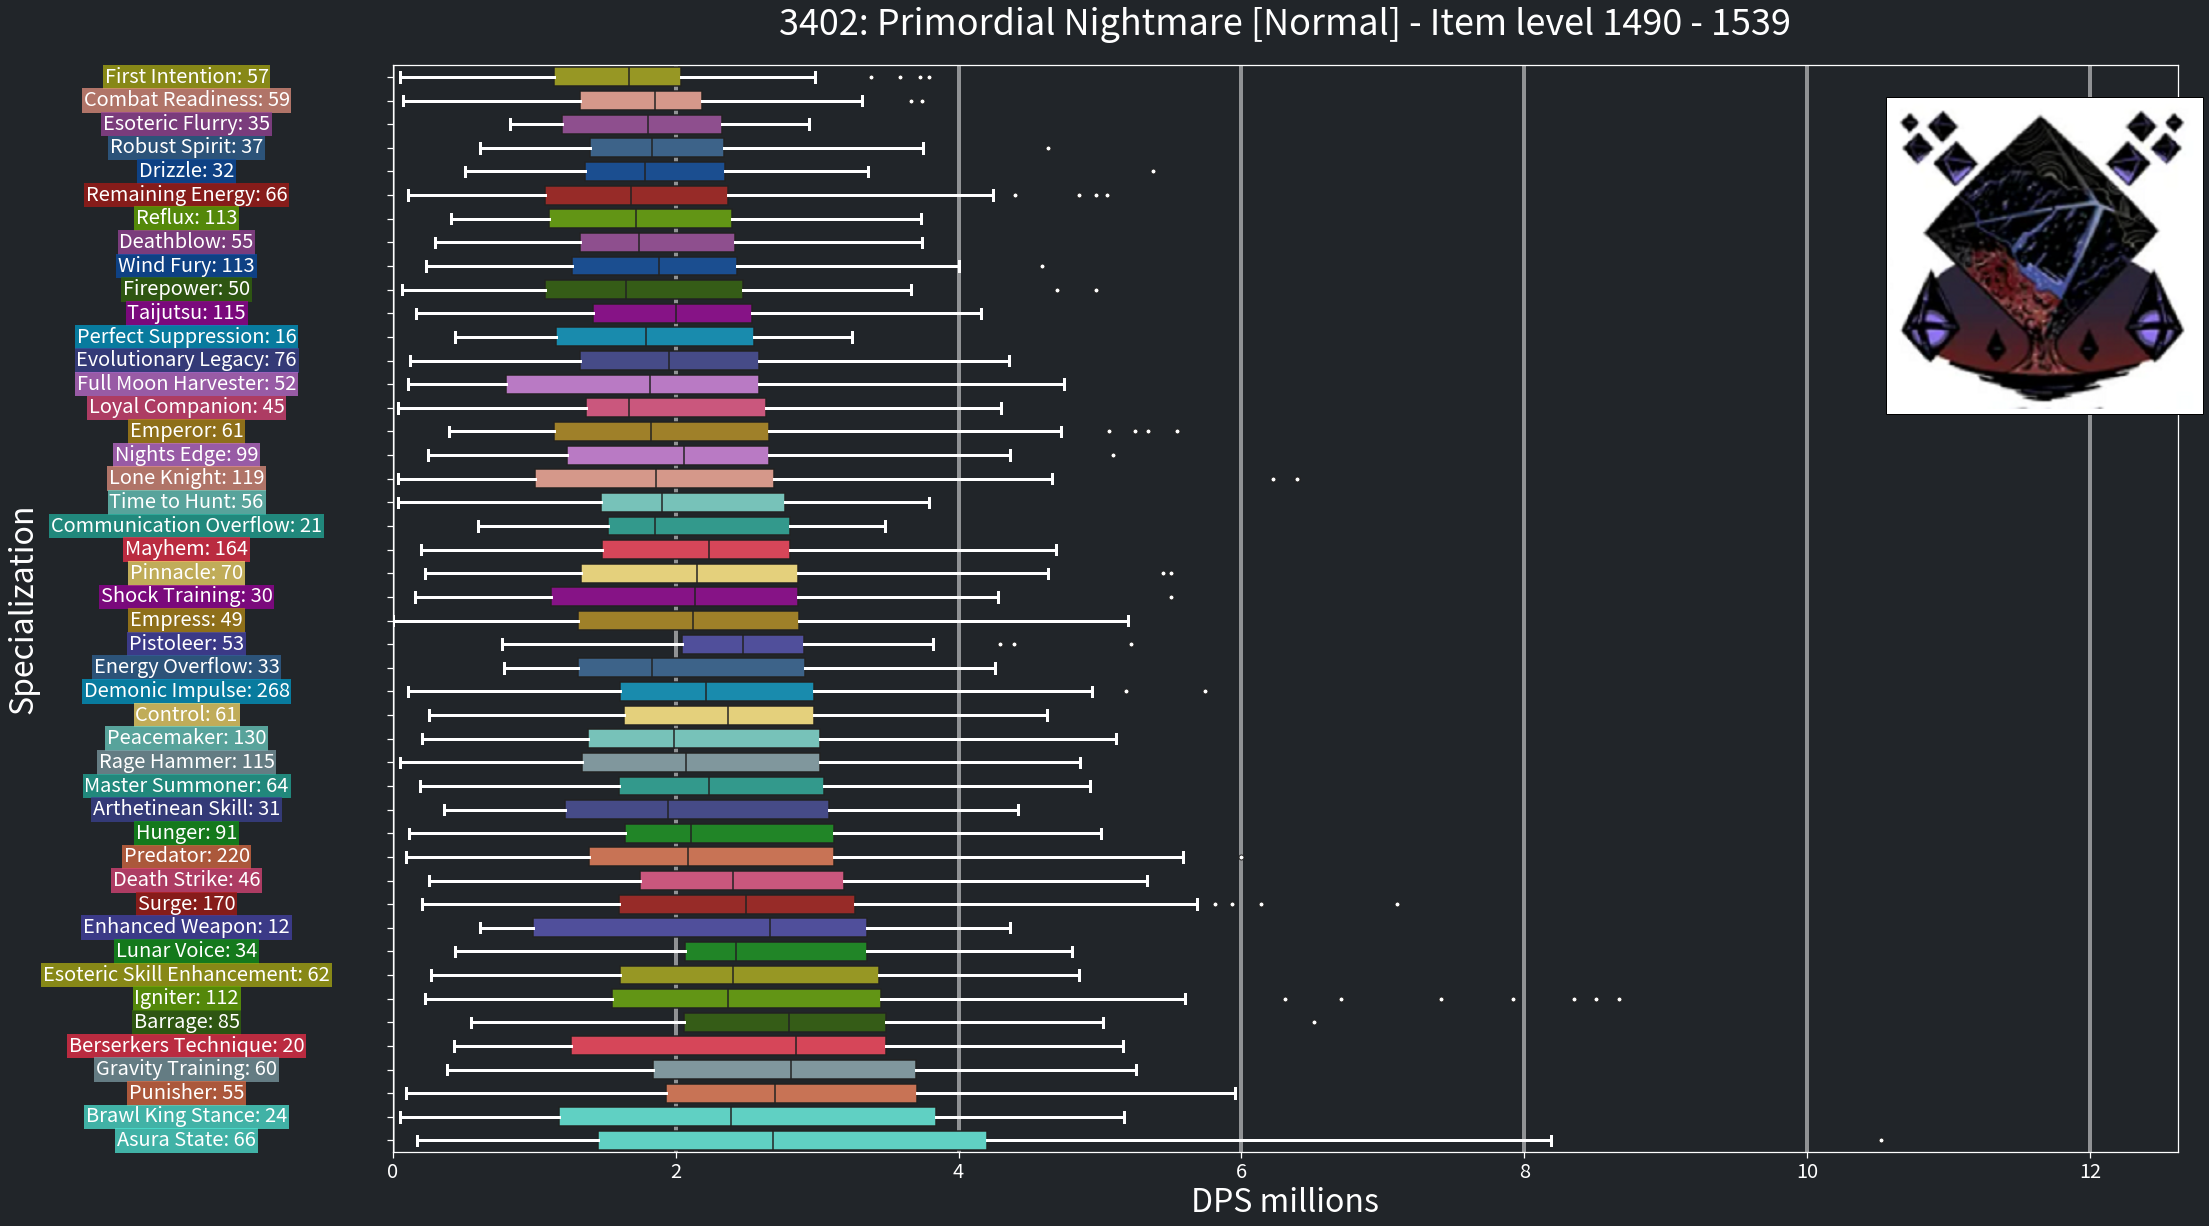 3402: Primordial Nightmare [Normal] - Item level 1490 - 1539
First Intention: 57
Combat Readiness: 59
Esoteric Flurry: 35
Robust Spirit: 37
Drizzle: 32
Remaining Energy: 66
Reflux: 113
Deathblow: 55
Wind Fury: 113
Firepower: 50
Taijutsu: 115
Perfect Suppression: 16
Evolutionary Legacy: 76
Full Moon Harvester: 52
Loyal Companion: 45
Emperor: 61
Nights Edge: 99
Lone Knight: 119
Time to Hunt: 56
Communication Overflow: 21
Mayhem: 164
Pinnacle: 70
Shock Training: 30
Empress: 49
Pistoleer: 53
Energy Overflow: 33
Demonic Impulse: 268
Control: 61
Peacemaker: 130
Rage Hammer: 115
Master Summoner: 64
Arthetinean Skill: 31
Hunger: 91
Predator: 220
Death Strike: 46
Surge: 170
Enhanced Weapon: 12
Lunar Voice: 34
Esoteric Skill Enhancement: 62
Igniter: 112
Barrage: 85
Berserkers Technique: 20
Gravity Training: 60
Punisher: 55
Brawl King Stance: 24
Asura State: 66
Specialization
0 2 4 6 8 10 12
DPS millions